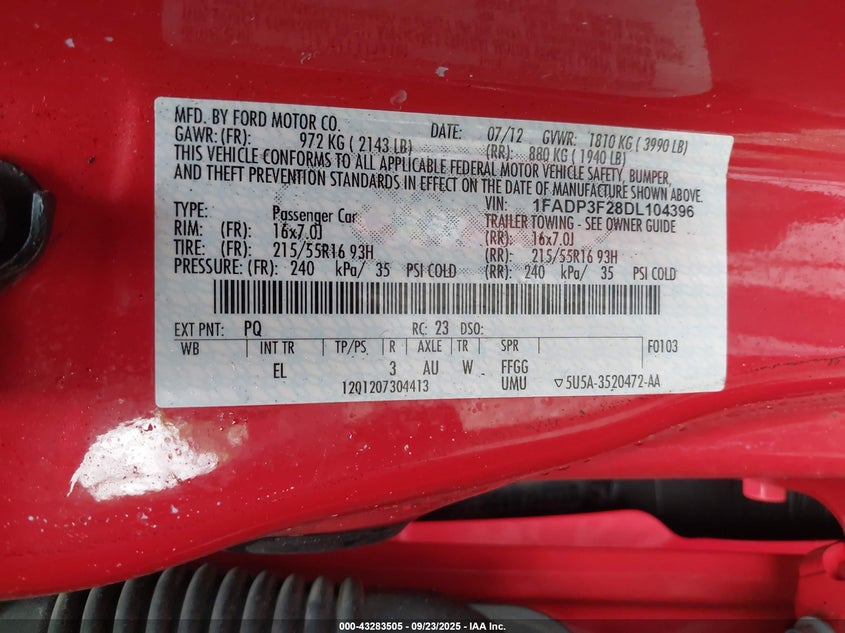 MFD. BY FORD MOTOR CO. DATE: 07/12 GVWR: 1810 KG ( 3990 LB)
GAWR: (FR): 972 KG ( 2143 LB) (RR): 880 KG ( 1940 LB)
THIS VEHICLE CONFORMS TO ALL APPLICABLE FEDERAL MOTOR VEHICLE SAFETY, BUMPER,
AND THEFT PREVENTION STANDARDS IN EFFECT ON THE DATE OF MANUFACTURE SHOWN ABOVE.
VIN: 1FADP3F28DL104396
TYPE: Passenger Car TRAILER TOWING - SEE OWNER GUIDE
RIM: (FR): 16x7.0J (RR): 16x7.0J
TIRE: (FR): 215/55R16 93H (RR): 215/55R16 93H
PRESSURE: (FR): 240 kPa/ 35 PSI COLD (RR): 240 kPa/ 35 PSI COLD
EXT PNT: PQ RC: 23 DSO:
WB INT TR TP/PS R AXLE TR SPR F0103
EL 3 AU W FFGG
12Q1207304413 UMU ▽5U5A-3520472-AA
000-43283505 - 09/23/2025 - IAA Inc.